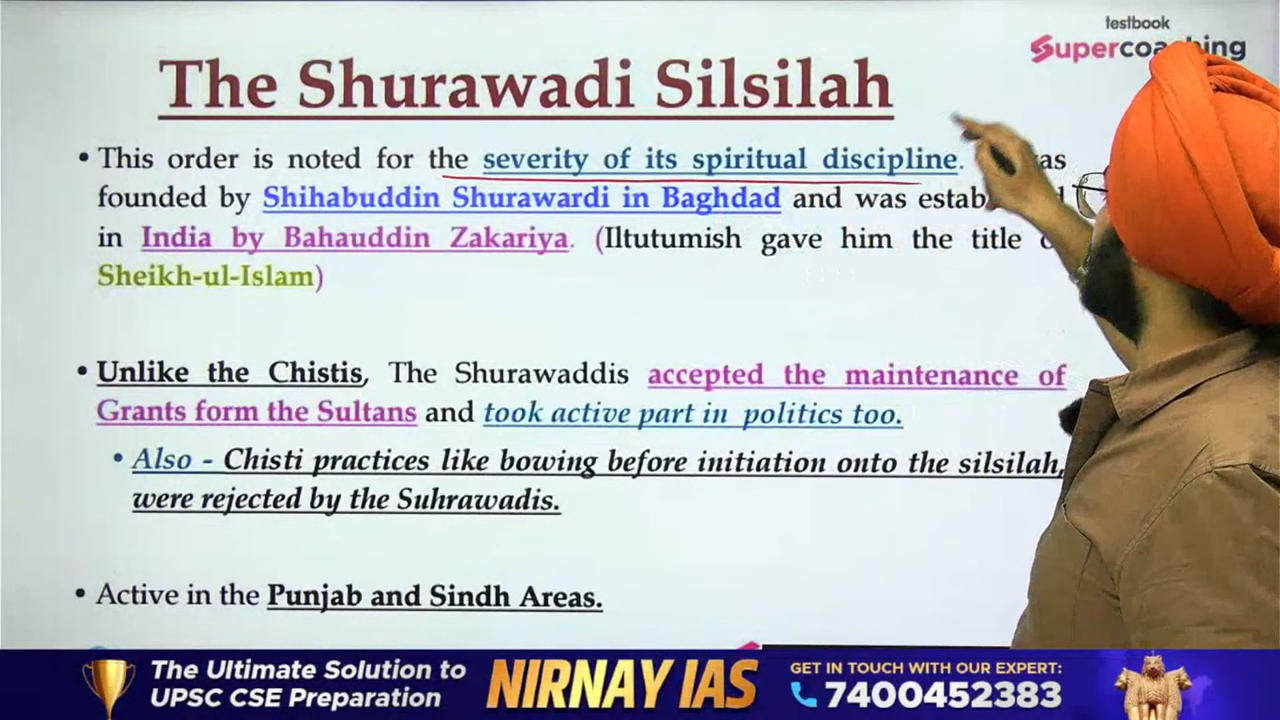 testbook
Supercoaching
The Shurawadi Silsilah
• This order is noted for the severity of its spiritual discipline. as
founded by Shihabuddin Shurawardi in Baghdad and was estab
in India by Bahauddin Zakariya. (Iltutumish gave him the title
Sheikh-ul-Islam)
• Unlike the Chistis, The Shurawaddis accepted the maintenance of
Grants form the Sultans and took active part in politics too.
• Also - Chisti practices like bowing before initiation onto the silsilah,
were rejected by the Suhrawadis.
• Active in the Punjab and Sindh Areas.
The Ultimate Solution to
UPSC CSE Preparation
NIRNAY IAS
GET IN TOUCH WITH OUR EXPERT:
7400452383